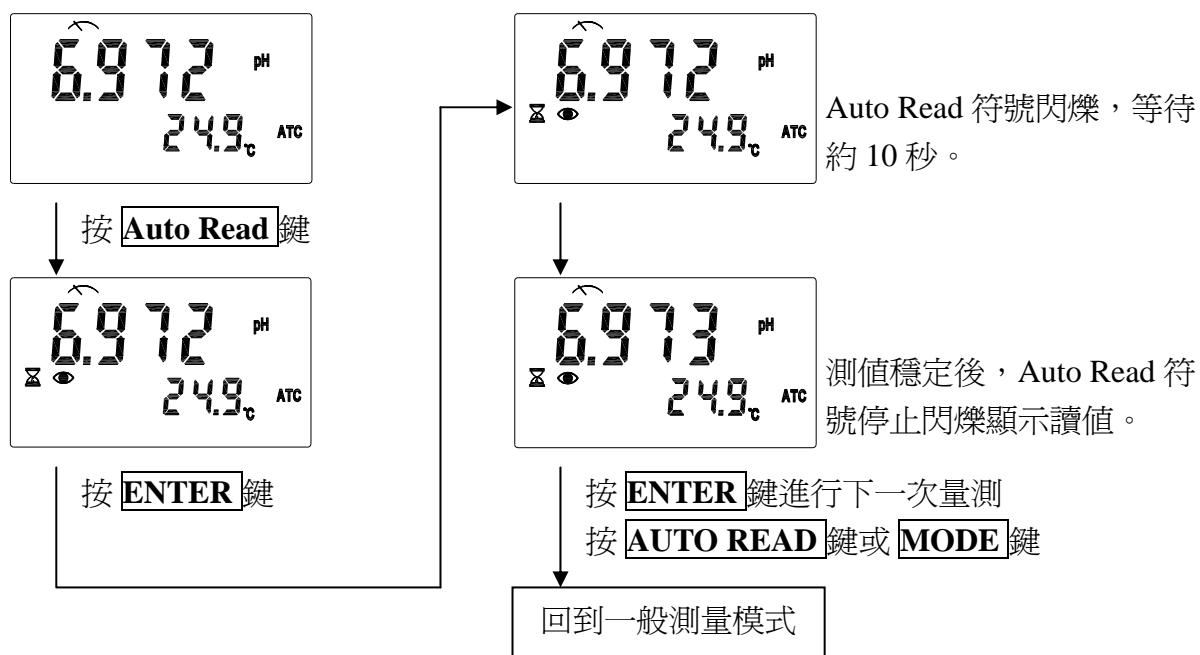 6.972 pH
24.9 ℃ ATC
按 Auto Read 鍵
6.972 pH
24.9 ℃ ATC
按 ENTER 鍵
6.972 pH
24.9 ℃ ATC
Auto Read 符號閃爍，等待
約 10 秒。
6.973 pH
24.9 ℃ ATC
測值穩定後，Auto Read 符
號停止閃爍顯示讀值。
按 ENTER 鍵進行下一次量測
按 AUTO READ 鍵或 MODE 鍵
回到一般測量模式